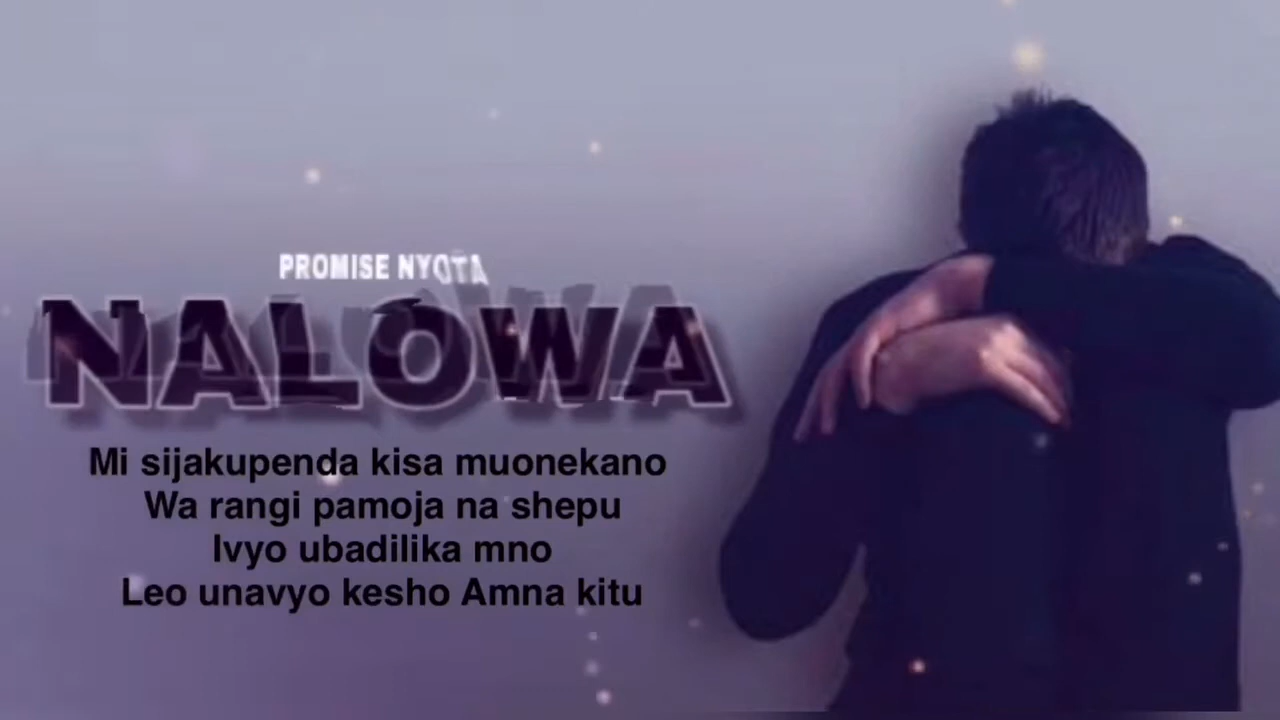 PROMISE NYOTA
NALOWA
Mi sijakupenda kisa muonekano
Wa rangi pamoja na shepu
Ivyo ubadilika mno
Leo unavyo kesho Amna kitu